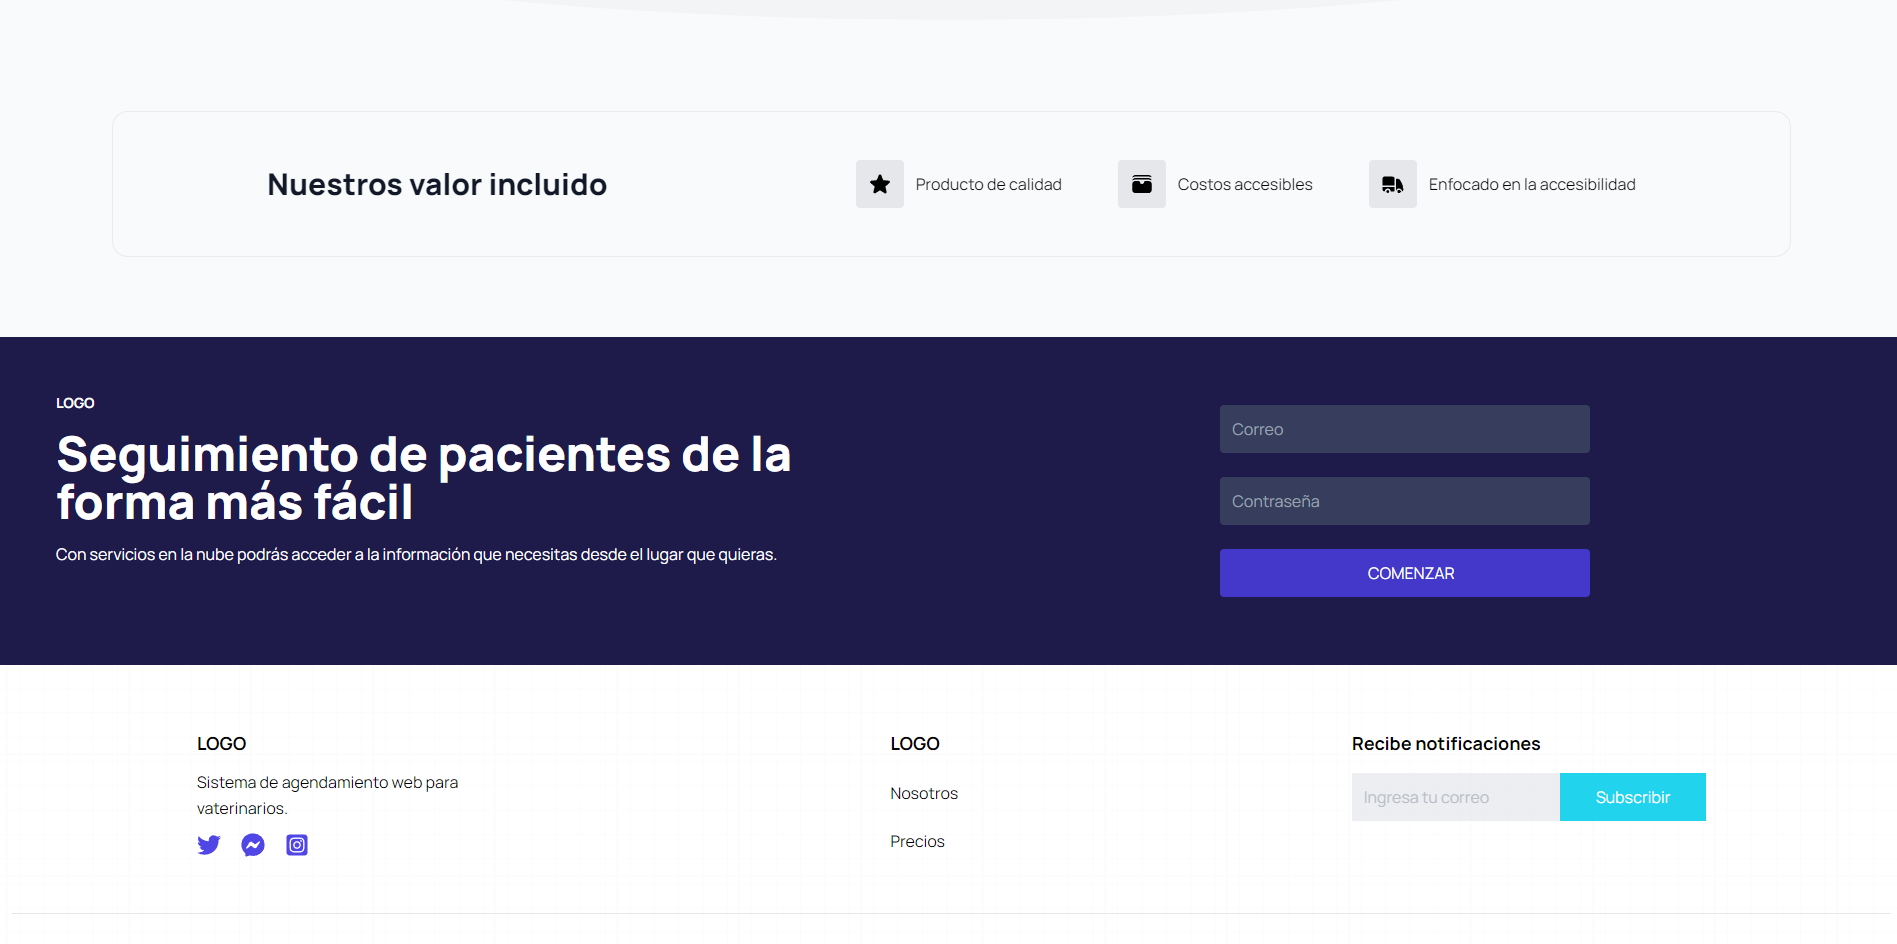 Nuestros valor incluido
Producto de calidad
Costos accesibles
Enfocado en la accesibilidad
LOGO
Seguimiento de pacientes de la
forma más fácil
Con servicios en la nube podrás acceder a la información que necesitas desde el lugar que quieras.
Correo
Contraseña
COMENZAR
LOGO
Sistema de agendamiento web para
vaterinarios.
LOGO
Nosotros
Precios
Recibe notificaciones
Ingresa tu correo
Subscribir